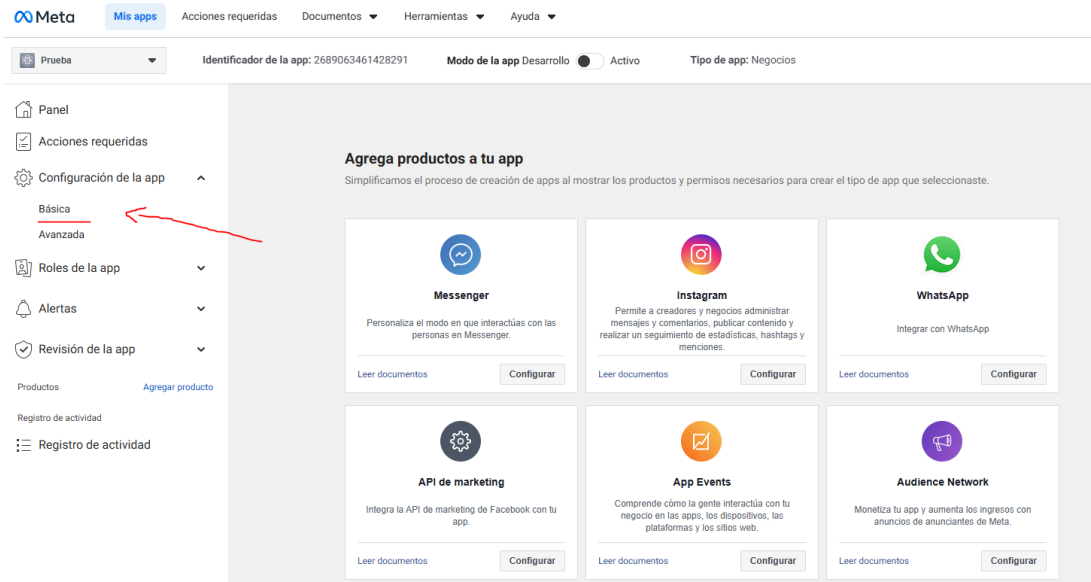 Meta
Mis apps
Acciones requeridas
Documentos
Herramientas
Ayuda
Prueba
Identificador de la app: 2689063461428291
Modo de la app Desarrollo
Activo
Tipo de app: Negocios
Panel
Acciones requeridas
Configuración de la app
Básica
Avanzada
Roles de la app
Alertas
Revisión de la app
Productos
Agregar producto
Registro de actividad
Registro de actividad
Agrega productos a tu app
Simplificamos el proceso de creación de apps al mostrar los productos y permisos necesarios para crear el tipo de app que seleccionaste.
Messenger
Personaliza el modo en que interactúas con las
personas en Messenger.
Leer documentos
Configurar
Instagram
Permite a creadores y negocios administrar
mensajes y comentarios, publicar contenido y
realizar un seguimiento de estadísticas, hashtags y
menciones.
Leer documentos
Configurar
WhatsApp
Integrar con WhatsApp
Leer documentos
Configurar
API de marketing
Integra la API de marketing de Facebook con tu
app.
Leer documentos
Configurar
App Events
Comprende cómo la gente interactúa con tu
negocio en las apps, los dispositivos, las
plataformas y los sitios web.
Leer documentos
Configurar
Audience Network
Monetiza tu app y aumenta los ingresos con
anuncios de anunciantes de Meta.
Leer documentos
Configurar